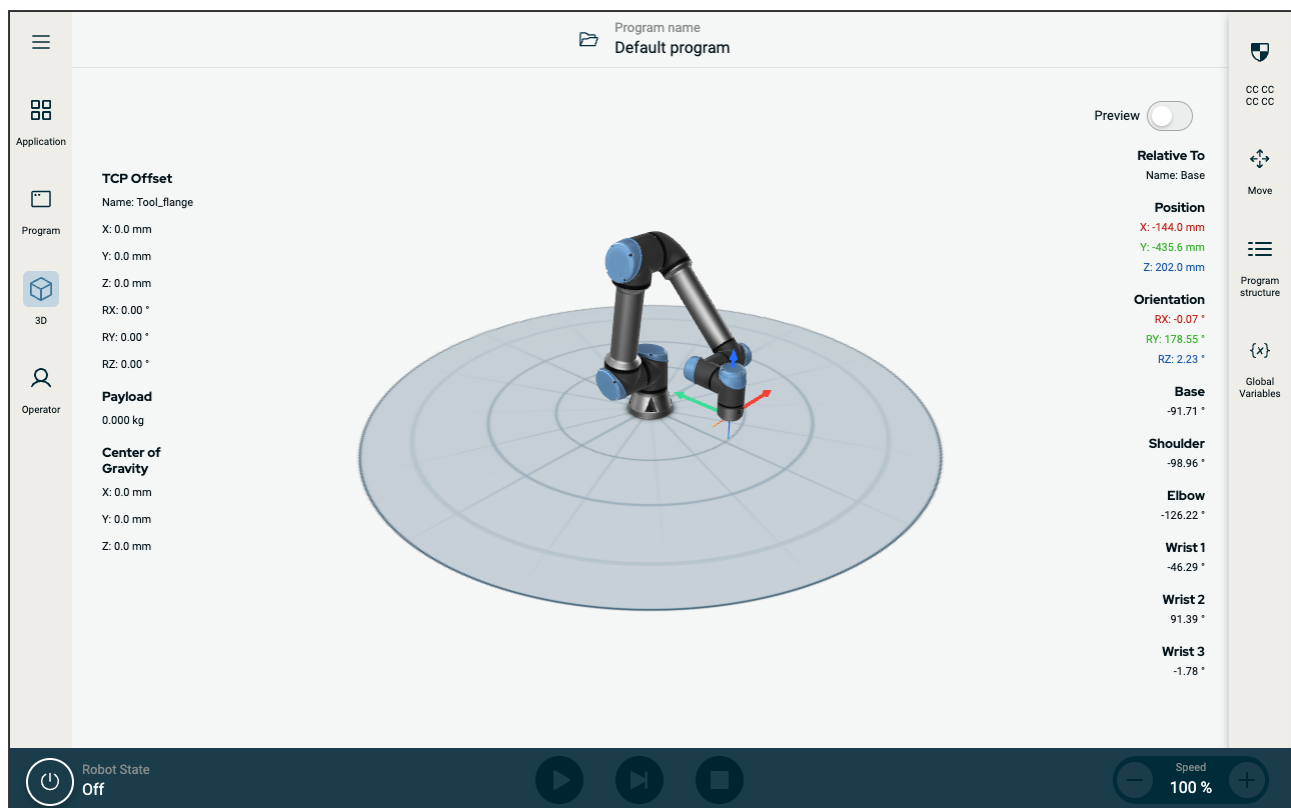 Program name
Default program
Application
Program
3D
Operator
TCP Offset
Name: Tool_flange
X: 0.0 mm
Y: 0.0 mm
Z: 0.0 mm
RX: 0.00 °
RY: 0.00 °
RZ: 0.00 °
Payload
0.000 kg
Center of
Gravity
X: 0.0 mm
Y: 0.0 mm
Z: 0.0 mm
Preview
Relative To
Name: Base
Position
X: -144.0 mm
Y: -435.6 mm
Z: 202.0 mm
Orientation
RX: -0.07 °
RY: 178.55 °
RZ: 2.23 °
Base
-91.71 °
Shoulder
-98.96 °
Elbow
-126.22 °
Wrist 1
-46.29 °
Wrist 2
91.39 °
Wrist 3
-1.78 °
CC CC
CC CC
Move
Program
structure
{x}
Global
Variables
Robot State
Off
Speed
100 %